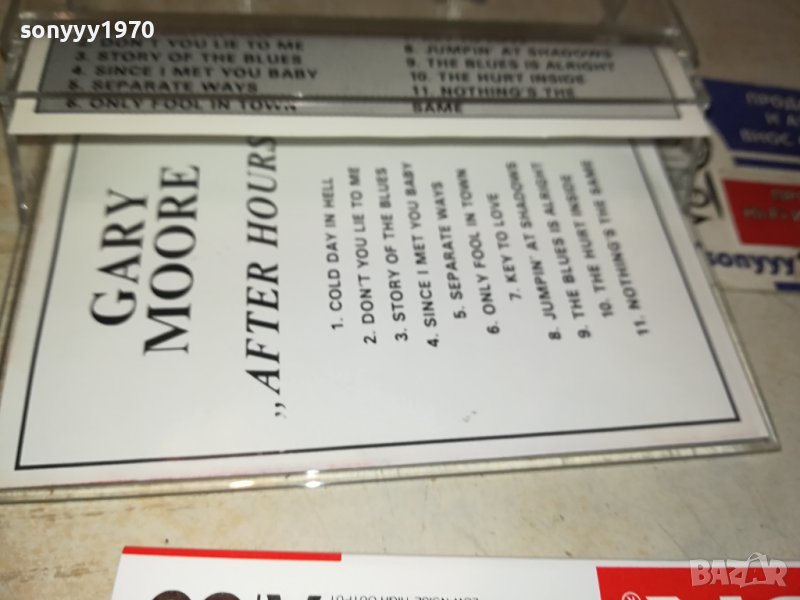 sonyyy1970
2. DON'T YOU LIE TO ME
3. STORY OF THE BLUES
4. SINCE I MET YOU BABY
5. SEPARATE WAYS
6. ONLY FOOL IN TOWN
8. JUMPIN' AT SHADOWS
9. THE BLUES IS ALRIGHT
10. THE HURT INSIDE
11. NOTHING'S THE
SAME
GARY
MOORE
„AFTER HOURS
1. COLD DAY IN HELL
2. DON'T YOU LIE TO ME
3. STORY OF THE BLUES
4. SINCE I MET YOU BABY
5. SEPARATE WAYS
6. ONLY FOOL IN TOWN
7. KEY TO LOVE
8. JUMPIN' AT SHADOWS
9. THE BLUES IS ALRIGHT
10. THE HURT INSIDE
11. NOTHING'S THE SAME
ВНОС
sonyyy
BAZAR